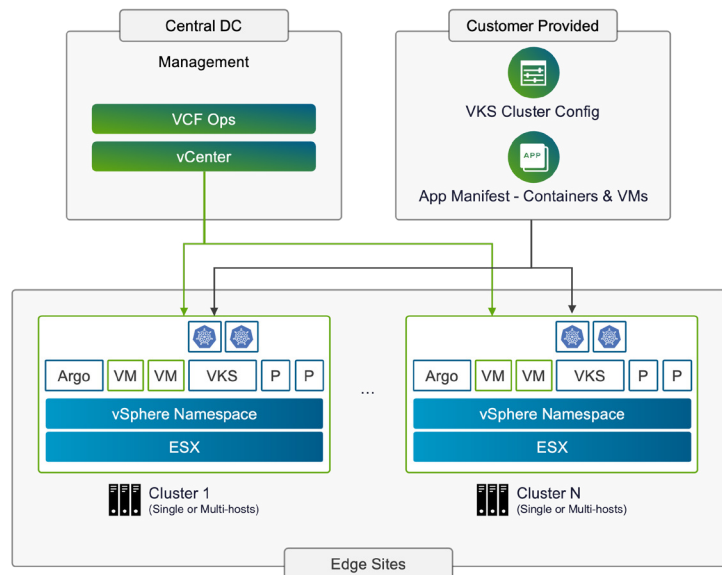 Central DC
Management
VCF Ops
vCenter
Customer Provided
VKS Cluster Config
APP
App Manifest - Containers & VMs
Argo VM VM VKS P P
vSphere Namespace
ESX
Cluster 1
(Single or Multi-hosts)
...
Argo VM VM VKS P P
vSphere Namespace
ESX
Cluster N
(Single or Multi-hosts)
Edge Sites